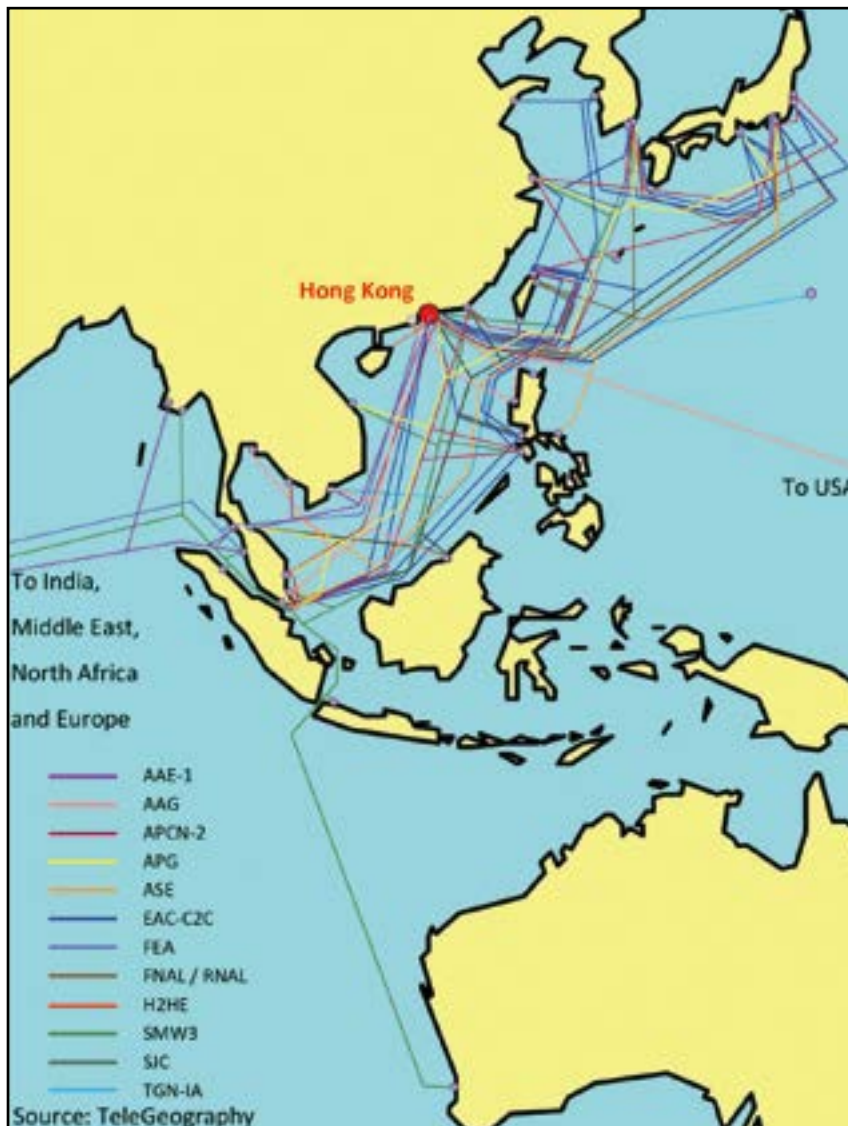 Hong Kong
To USA
To India,
Middle East,
North Africa
and Europe
AAE-1
AAG
APCN-2
APG
ASE
EAC-C2C
FEA
FNAL / RNAL
H2HE
SMW3
SJC
TGN-IA
Source: TeleGeography